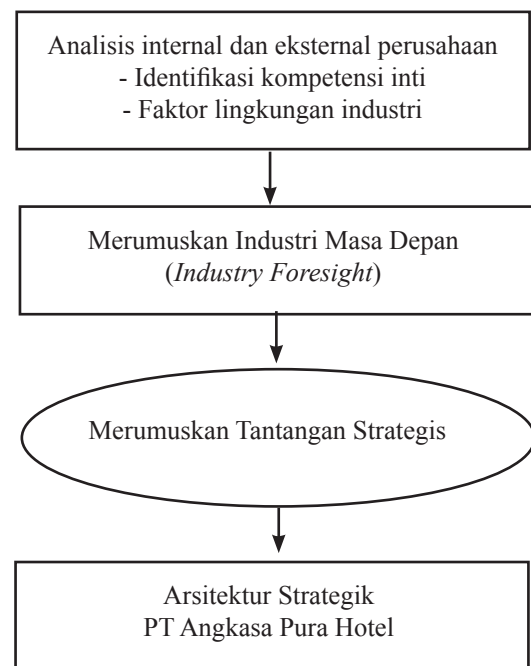 Analisis internal dan eksternal perusahaan
- Identifikasi kompetensi inti
- Faktor lingkungan industri
Merumuskan Industri Masa Depan
(Industry Foresight)
Merumuskan Tantangan Strategis
Arsitektur Strategik
PT Angkasa Pura Hotel